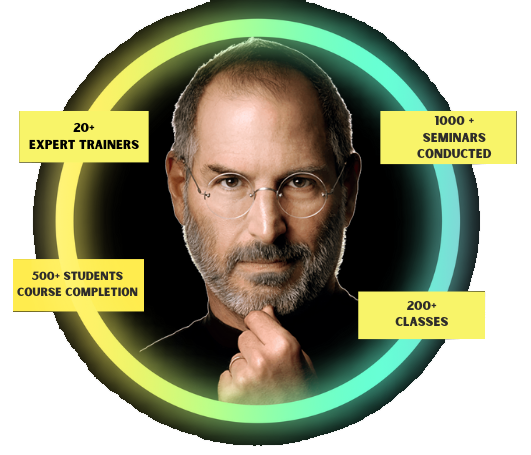 20+
EXPERT TRAINERS
1000 +
SEMINARS
CONDUCTED
500+ STUDENTS
COURSE COMPLETION
200+
CLASSES